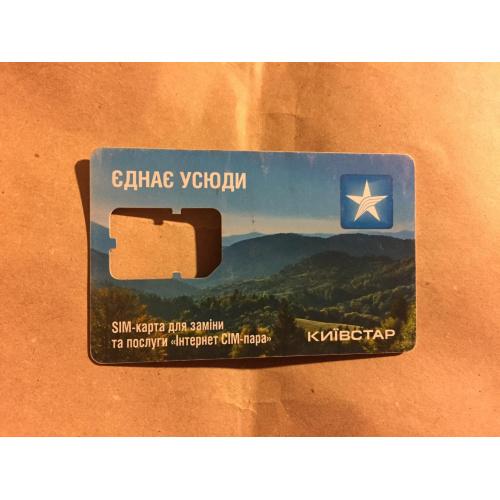 ЄДНАЄ УСЮДИ
SIM-карта для заміни
та послуги «Інтернет СІМ-пара»
КИЇВСТАР